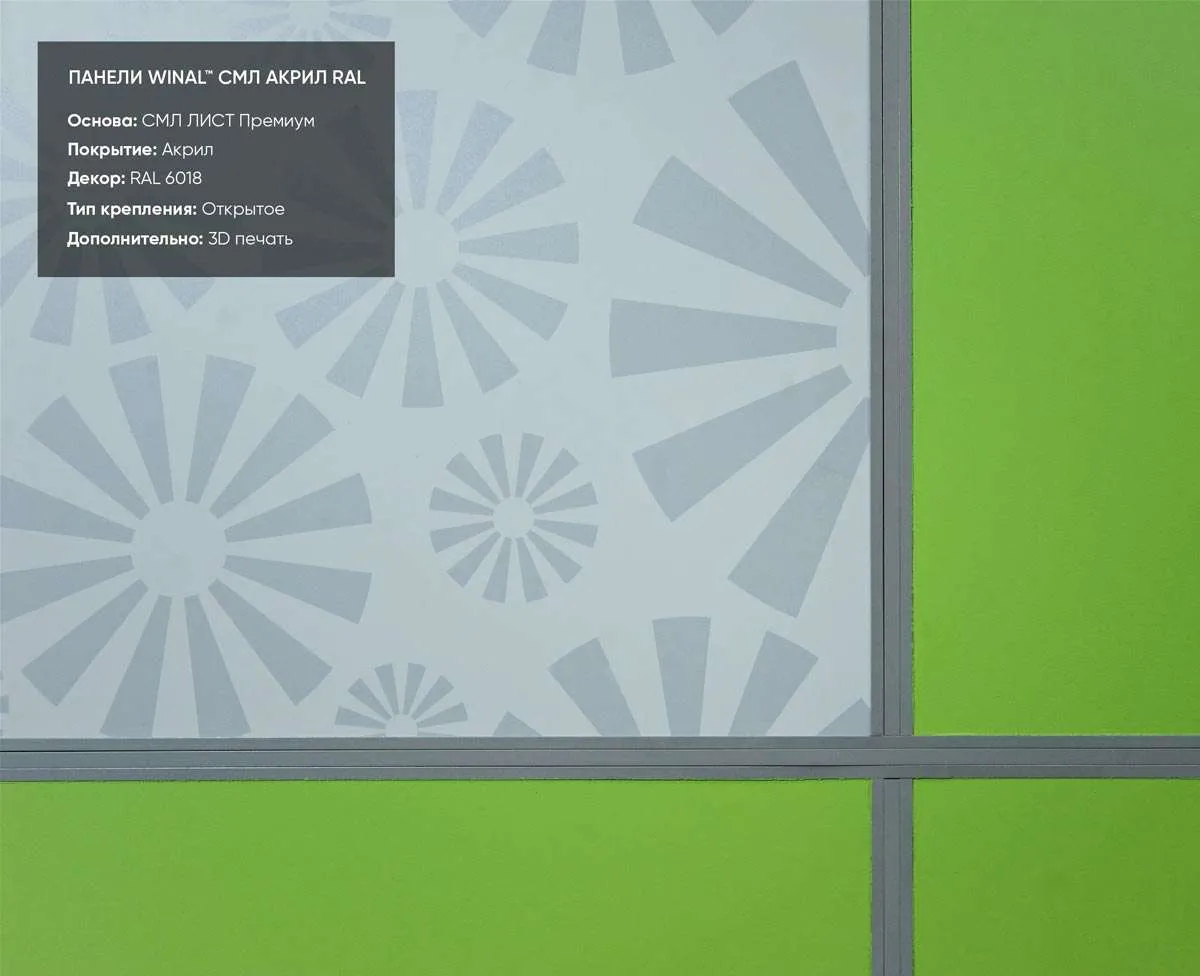 ПАНЕЛИ WINAL™ СМЛ АКРИЛ RAL
Основа: СМЛ ЛИСТ Премиум
Покрытие: Акрил
Декор: RAL 6018
Тип крепления: Открытое
Дополнительно: 3D печать